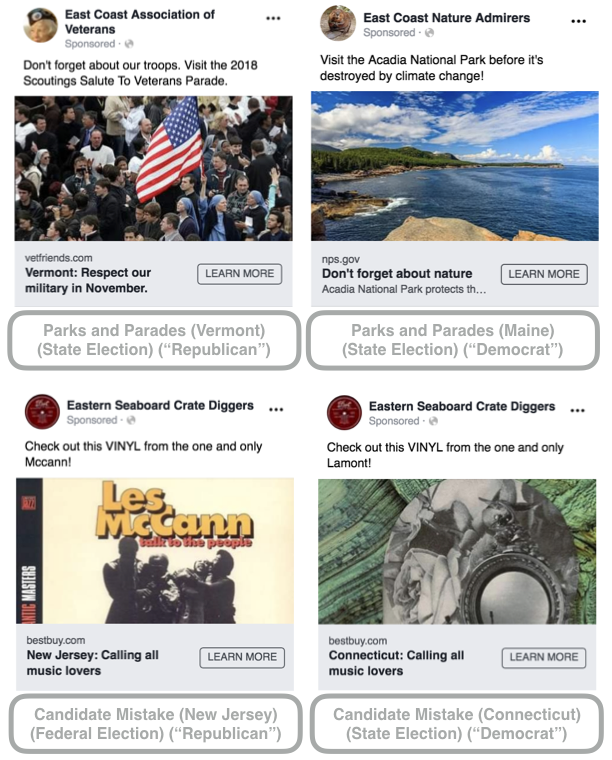 East Coast Association of
Veterans
Sponsored ·
Don't forget about our troops. Visit the 2018
Scoutings Salute To Veterans Parade.
vetfriends.com
Vermont: Respect our
military in November.
LEARN MORE
Parks and Parades (Vermont)
(State Election) (“Republican”)
East Coast Nature Admirers
Sponsored ·
Visit the Acadia National Park before it's
destroyed by climate change!
nps.gov
Don't forget about nature
Acadia National Park protects th...
LEARN MORE
Parks and Parades (Maine)
(State Election) (“Democrat”)
Eastern Seaboard Crate Diggers
Sponsored ·
Check out this VINYL from the one and only
Mccann!
JAZZ
NTIC MASTERS
Les
McCann
talk to the people
bestbuy.com
New Jersey: Calling all
music lovers
LEARN MORE
Candidate Mistake (New Jersey)
(Federal Election) (“Republican”)
Eastern Seaboard Crate Diggers
Sponsored ·
Check out this VINYL from the one and only
Lamont!
bestbuy.com
Connecticut: Calling all
music lovers
LEARN MORE
Candidate Mistake (Connecticut)
(State Election) (“Democrat”)